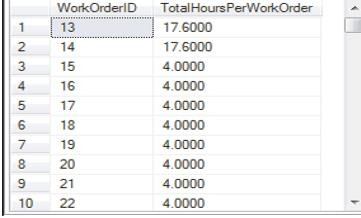 WorkOrderID TotalHoursPerWorkOrder
1 13 17.6000
2 14 17.6000
3 15 4.0000
4 16 4.0000
5 17 4.0000
6 18 4.0000
7 19 4.0000
8 20 4.0000
9 21 4.0000
10 22 4.0000